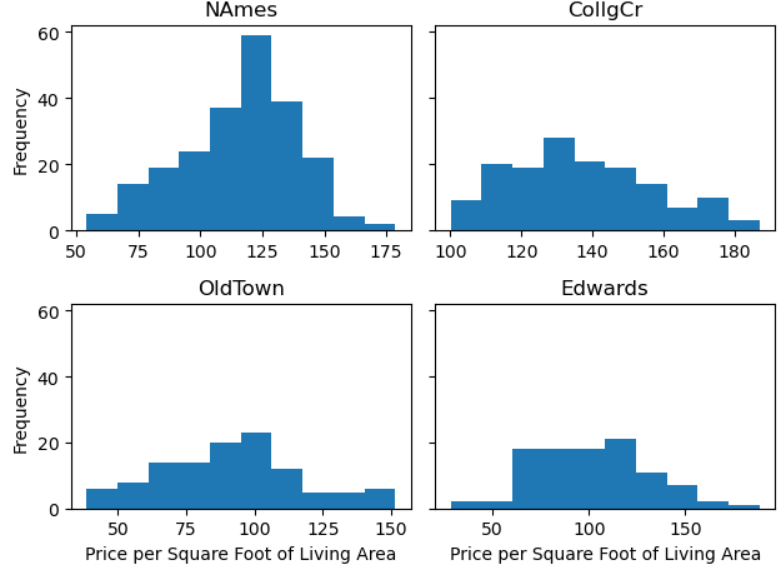 NAmes
CollgCr
60
40
20
0
Frequency
50 75 100 125 150 175
100 120 140 160 180
OldTown
Edwards
60
40
20
0
Frequency
50 75 100 125 150
50 100 150
Price per Square Foot of Living Area
Price per Square Foot of Living Area